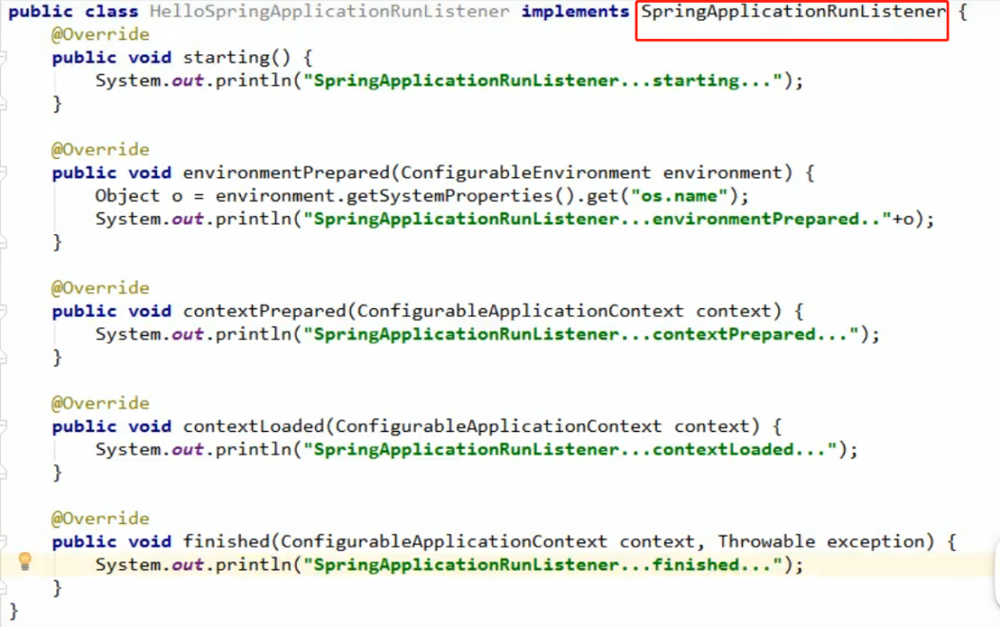 public class HelloSpringApplicationRunListener implements SpringApplicationRunListener {
@Override
public void starting() {
System.out.println("SpringApplicationRunListener...starting...");
}
@Override
public void environmentPrepared(ConfigurableEnvironment environment) {
Object o = environment.getSystemProperties().get("os.name");
System.out.println("SpringApplicationRunListener...environmentPrepared.."+o);
}
@Override
public void contextPrepared(ConfigurableApplicationContext context) {
System.out.println("SpringApplicationRunListener...contextPrepared...");
}
@Override
public void contextLoaded(ConfigurableApplicationContext context) {
System.out.println("SpringApplicationRunListener...contextLoaded...");
}
@Override
public void finished(ConfigurableApplicationContext context, Throwable exception) {
System.out.println("SpringApplicationRunListener...finished...");
}
}